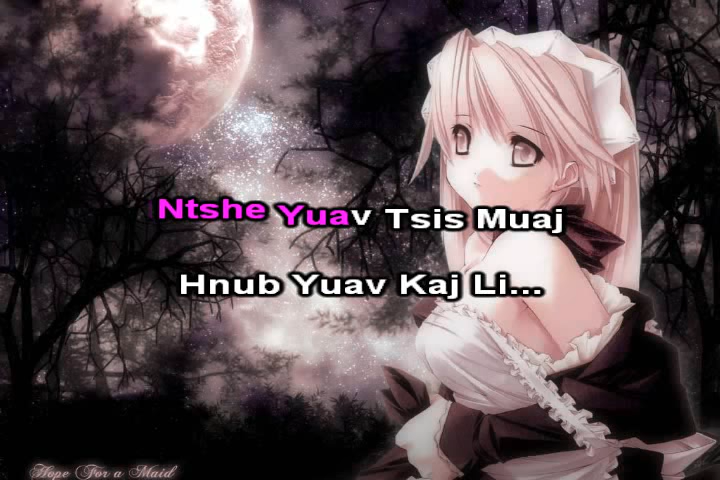 Ntshe Yuav Tsis Muaj
Hnub Yuav Kaj Li...
Hope For a Maid